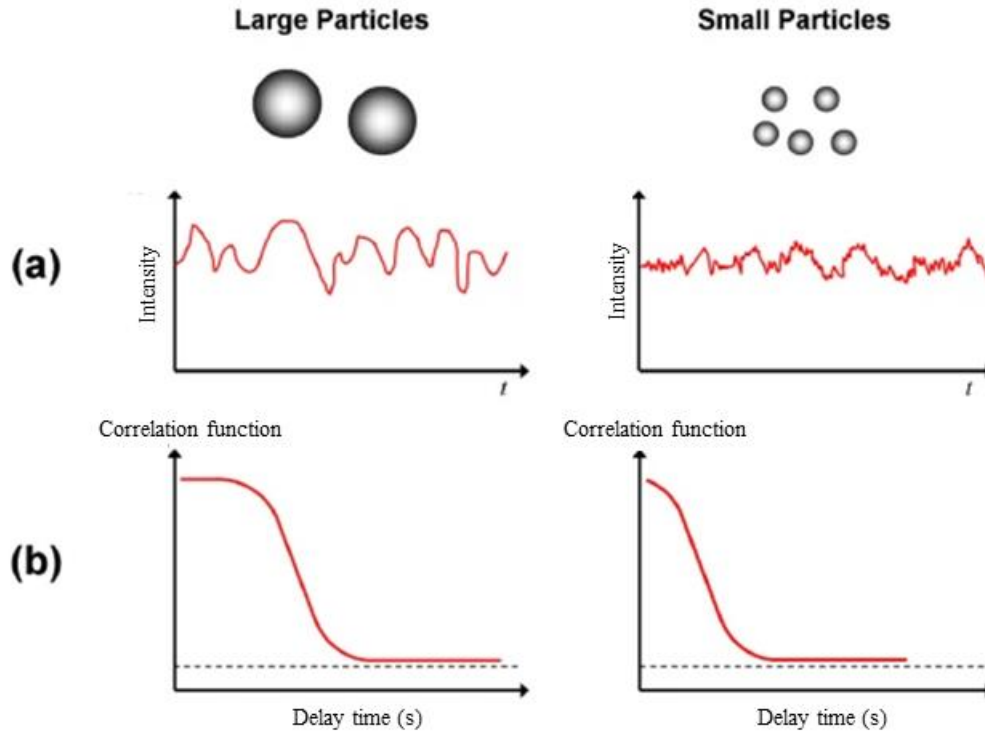 Large Particles
Small Particles
(a)
Intensity
t
Intensity
t
Correlation function
Correlation function
(b)
Delay time (s)
Delay time (s)